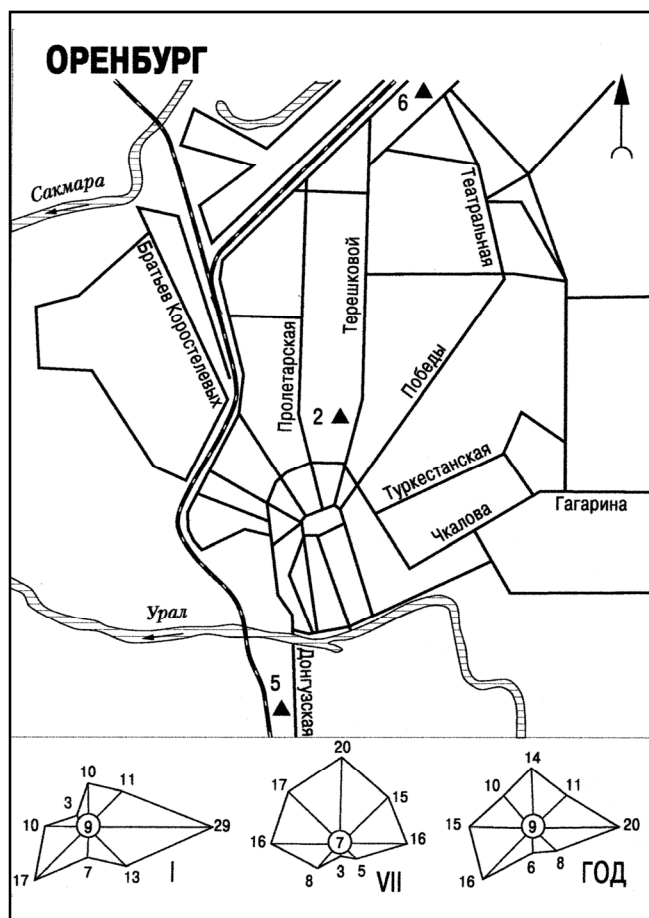 ОРЕНБУРГ
6
Сакмара
Театральная
Братьев Коростелевых
Терешковой
Пролетарская
Победы
2
Туркестанская
Чкалова
Гагарина
Урал
5
Донгузская
10
11
3
10
9
29
17
7
13
I
20
17
15
16
7
16
8
3
5
VII
14
10
11
15
9
20
16
6
8
ГОД